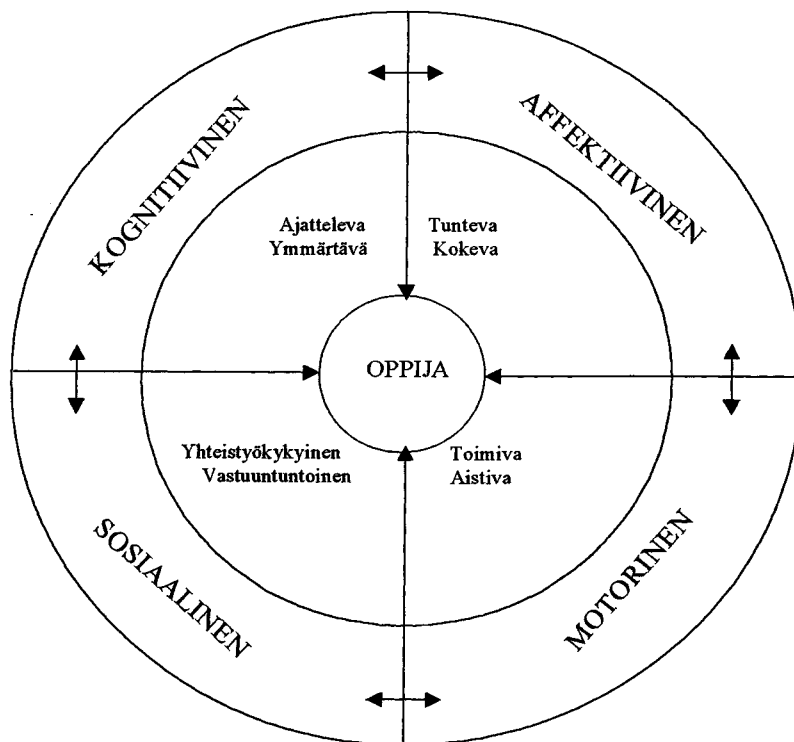 KOGNITIIVINEN
AFFEKTIIVINEN
Ajatteleva
Ymmärtävä
Tunteva
Kokeva
OPPIJA
Yhteistyökykyinen
Vastuuntuntoinen
Toimiva
Aistiva
SOSIAALINEN
MOTORINEN